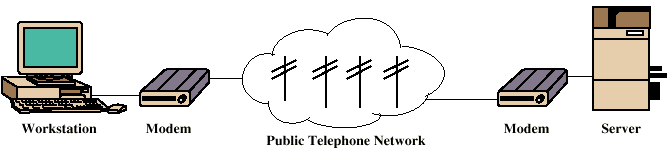 Workstation
Modem
Public Telephone Network
Modem
Server